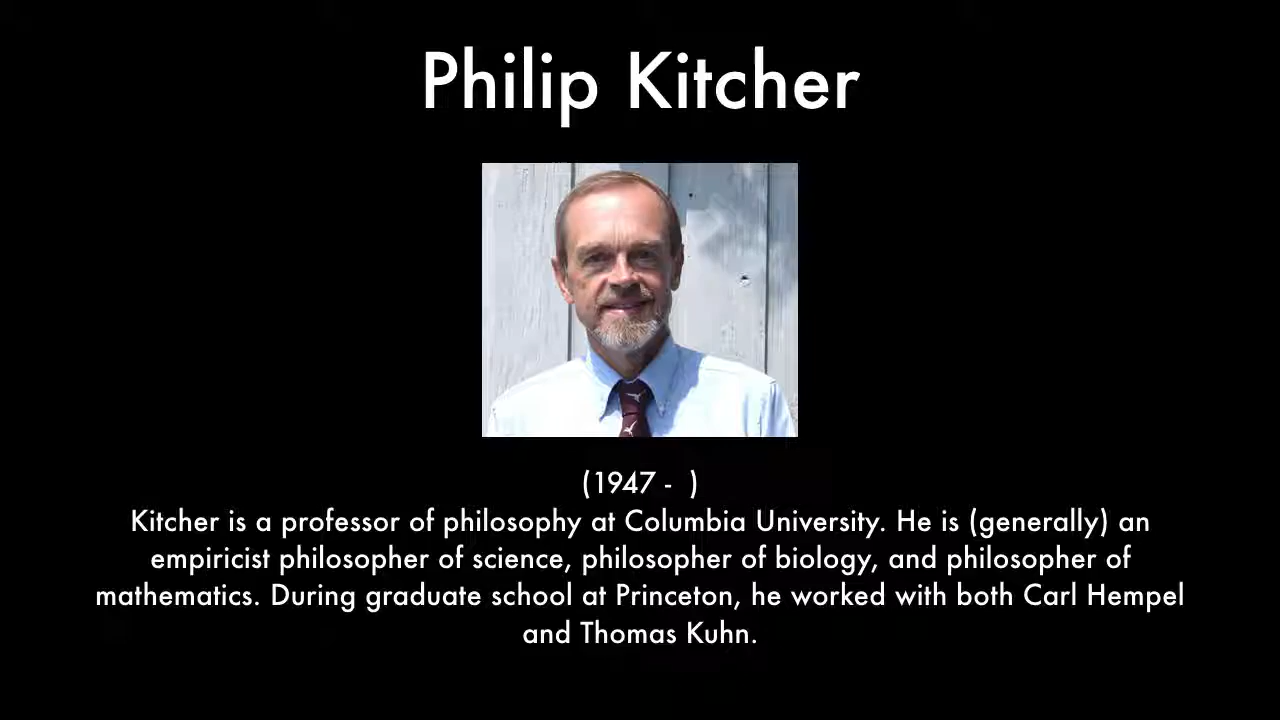 Philip Kitcher
(1947 -  )
Kitcher is a professor of philosophy at Columbia University. He is (generally) an
empiricist philosopher of science, philosopher of biology, and philosopher of
mathematics. During graduate school at Princeton, he worked with both Carl Hempel
and Thomas Kuhn.